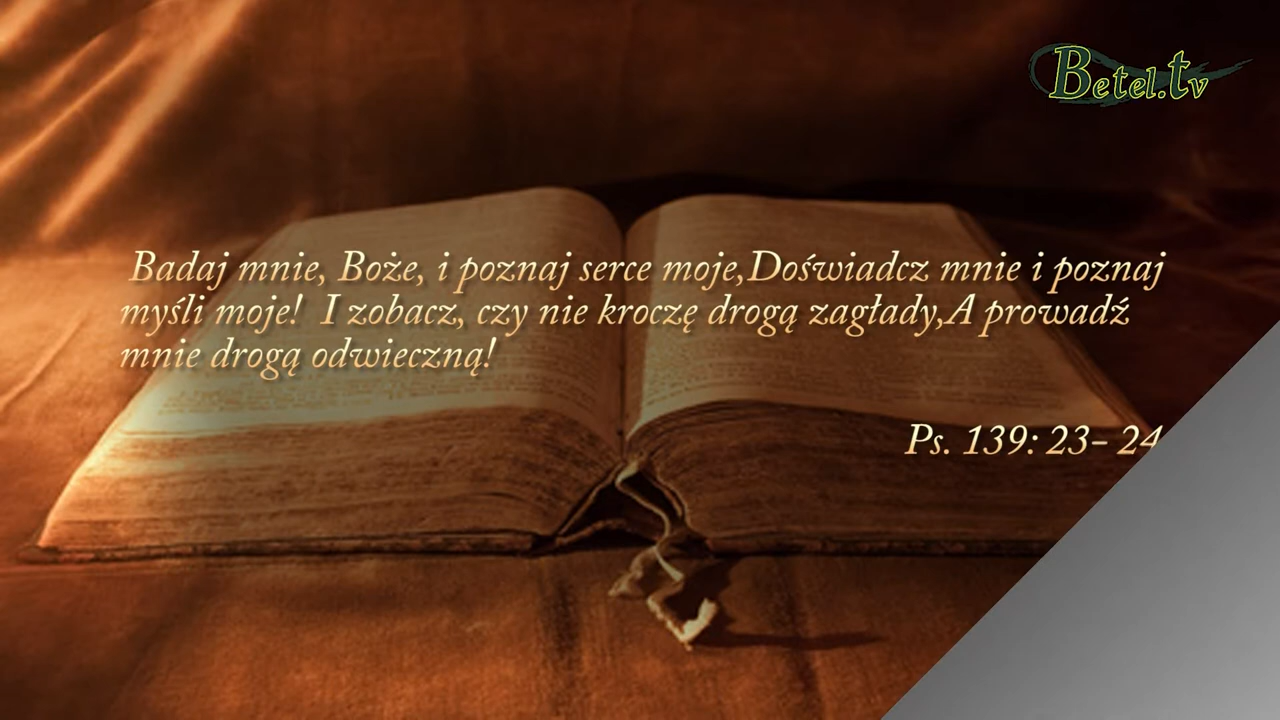 Betel.tv
Badaj mnie, Boże, i poznaj serce moje,Doświadcz mnie i poznaj
myśli moje!  I zobacz, czy nie kroczę drogą zagłady,A prowadź
mnie drogą odwieczną!
Ps. 139: 23- 24